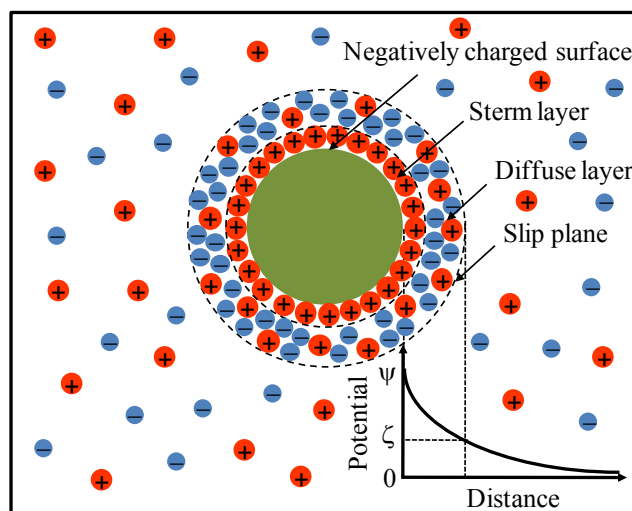 Negatively charged surface
Sterm layer
Diffuse layer
Slip plane
Potential
ψ
ζ
0
Distance